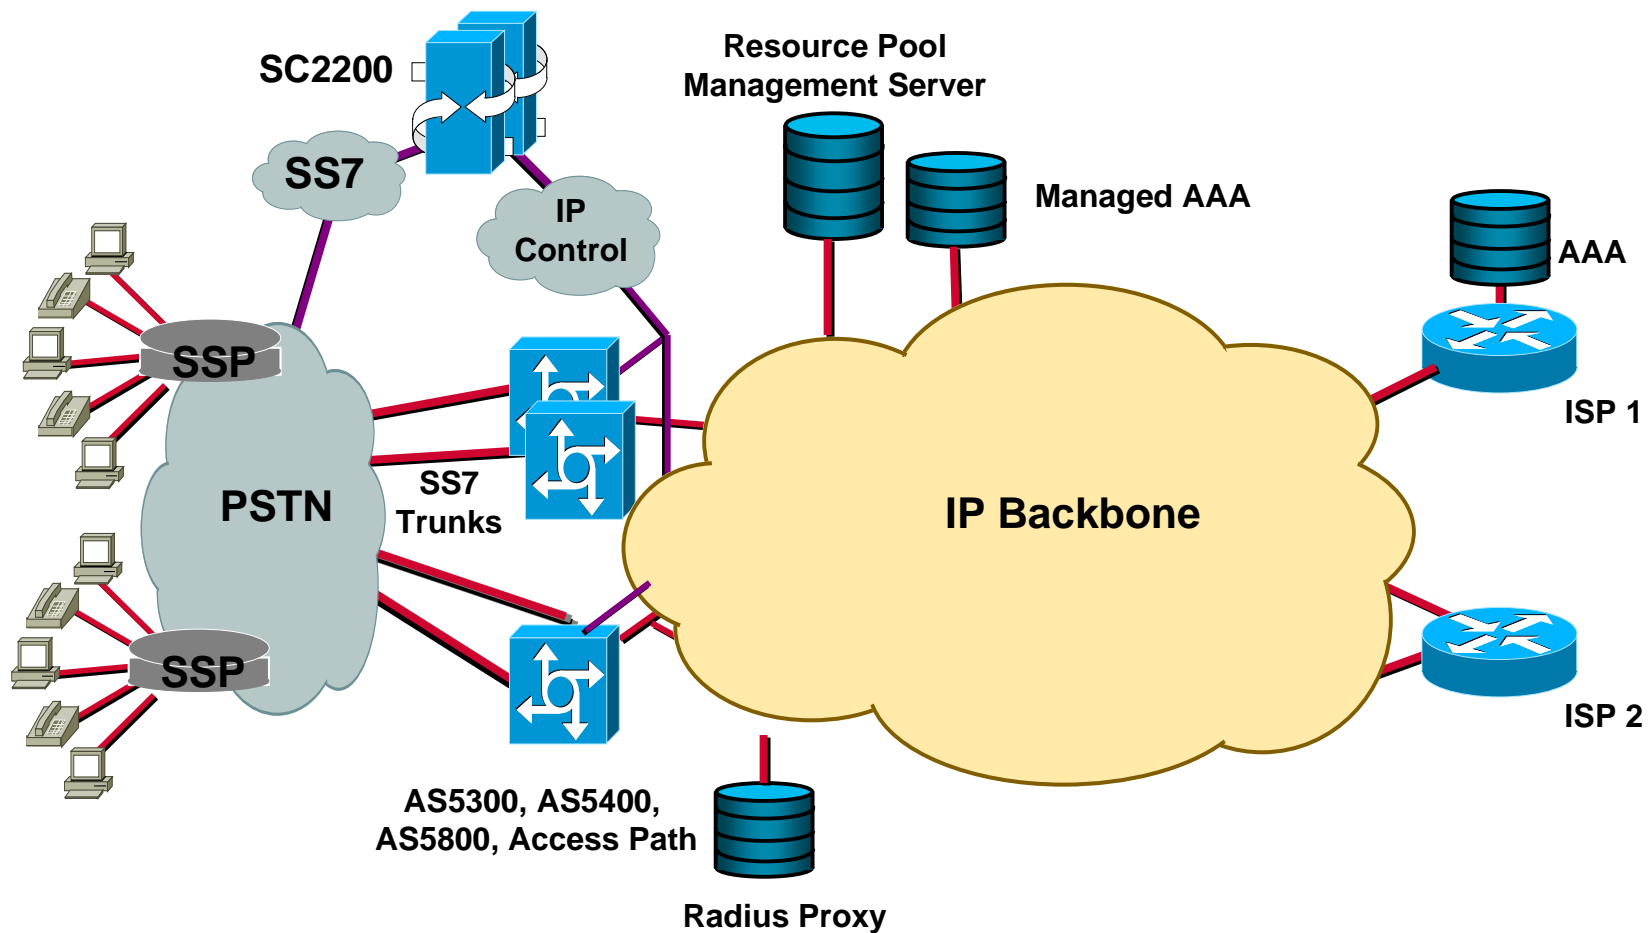 SC2200
Resource Pool
Management Server
SS7
IP
Control
Managed AAA
AAA
SSP
ISP 1
PSTN
SS7
Trunks
IP Backbone
SSP
ISP 2
AS5300, AS5400,
AS5800, Access Path
Radius Proxy